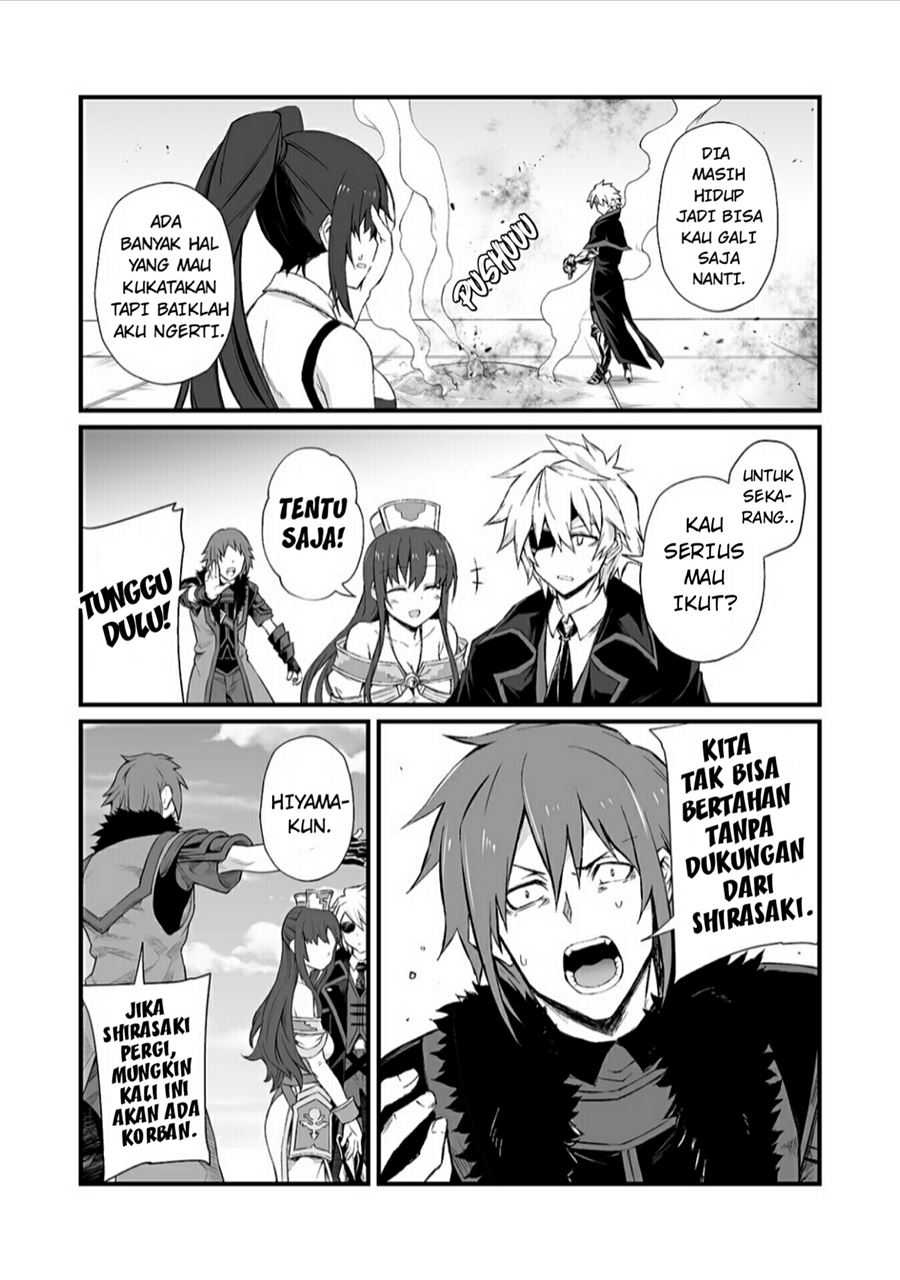 DIA
MASIH
HIDUP
JADI BISA
KAU GALI
SAJA
NANTI.
PUSHUUU
ADA
BANYAK HAL
YANG MAU
KUKATAKAN
TAPI BAIKLAH
AKU NGERTI.
UNTUK
SEKA-
RANG..
KAU
SERIUS
MAU
IKUT?
TENTU
SAJA!
TUNGGU
DULU!
KITA
TAK BISA
BERTAHAN
TANPA
DUKUNGAN
DARI
SHIRASAKI.
HIYAMA-
KUN.
JIKA
SHIRASAKI
PERGI,
MUNGKIN
KALI INI
AKAN ADA
KORBAN.